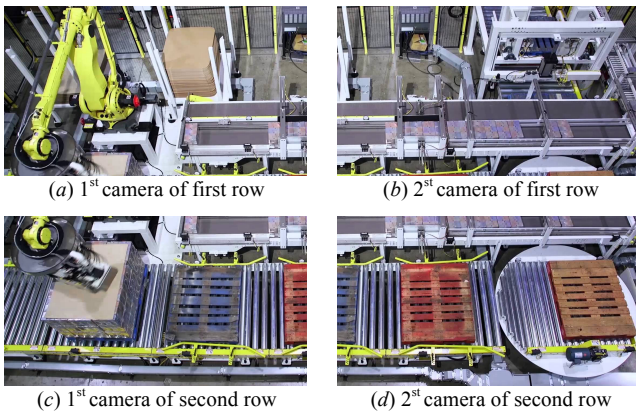 (a) 1st camera of first row
(b) 2st camera of first row
(c) 1st camera of second row
(d) 2st camera of second row